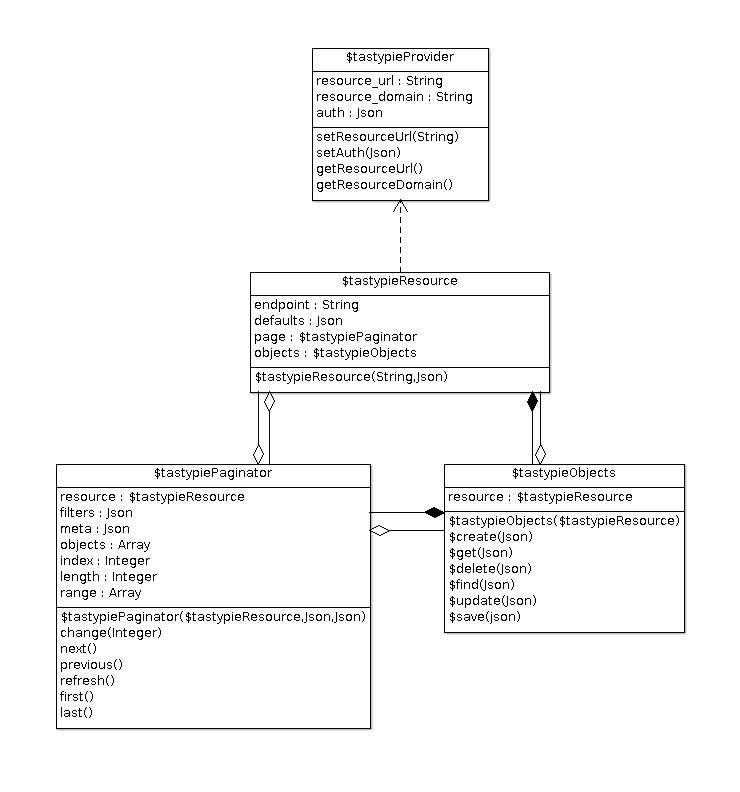 $tastypieProvider
resource_url : String
resource_domain : String
auth : Json
setResourceUrl(String)
setAuth(Json)
getResourceUrl()
getResourceDomain()
$tastypieResource
endpoint : String
defaults : Json
page : $tastypiePaginator
objects : $tastypieObjects
$tastypieResource(String,Json)
$tastypiePaginator
resource : $tastypieResource
filters : Json
meta : Json
objects : Array
index : Integer
length : Integer
range : Array
$tastypiePaginator($tastypieResource,Json,Json)
change(Integer)
next()
previous()
refresh()
first()
last()
$tastypieObjects
resource : $tastypieResource
$tastypieObjects($tastypieResource)
$create(Json)
$get(Json)
$delete(Json)
$find(Json)
$update(Json)
$save(json)